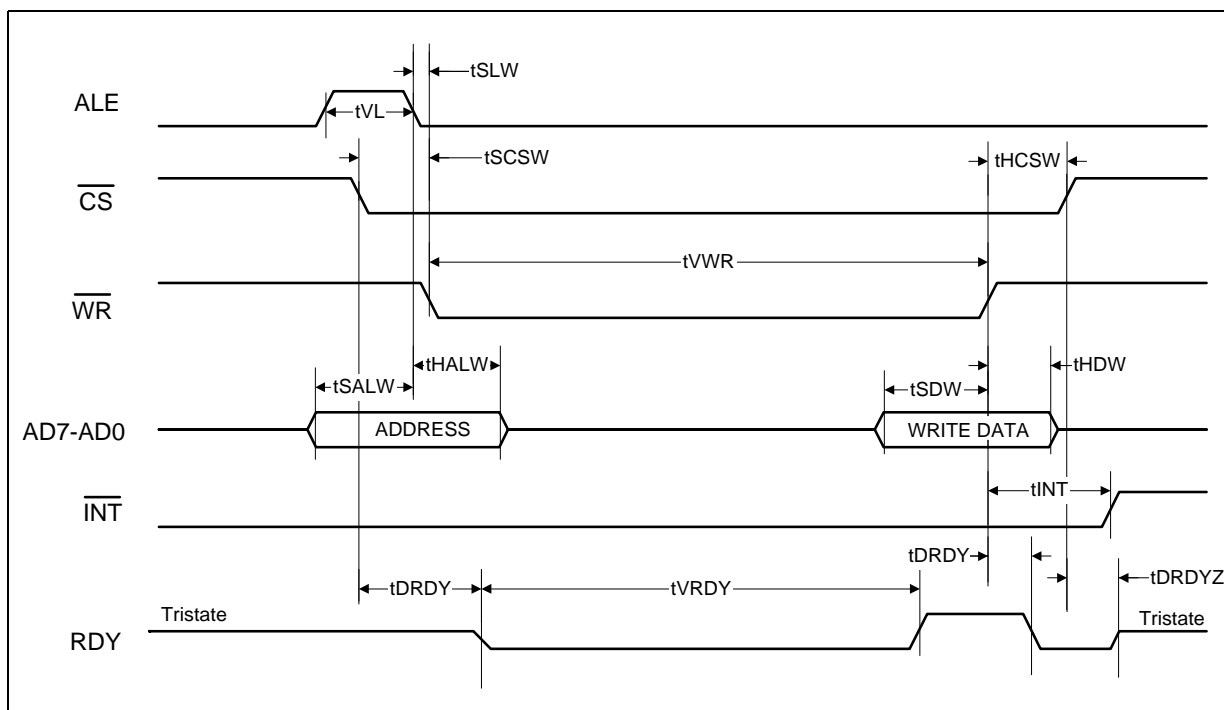 tSLW
ALE
tVL
tSCSW
tHCSW
CS
tVWR
WR
tHALW
tHDW
tSALW
tSDW
AD7-AD0
ADDRESS
WRITE DATA
INT
tINT
tDRDY
tDRDY
tVRDY
tDRDYZ
Tristate
Tristate
RDY